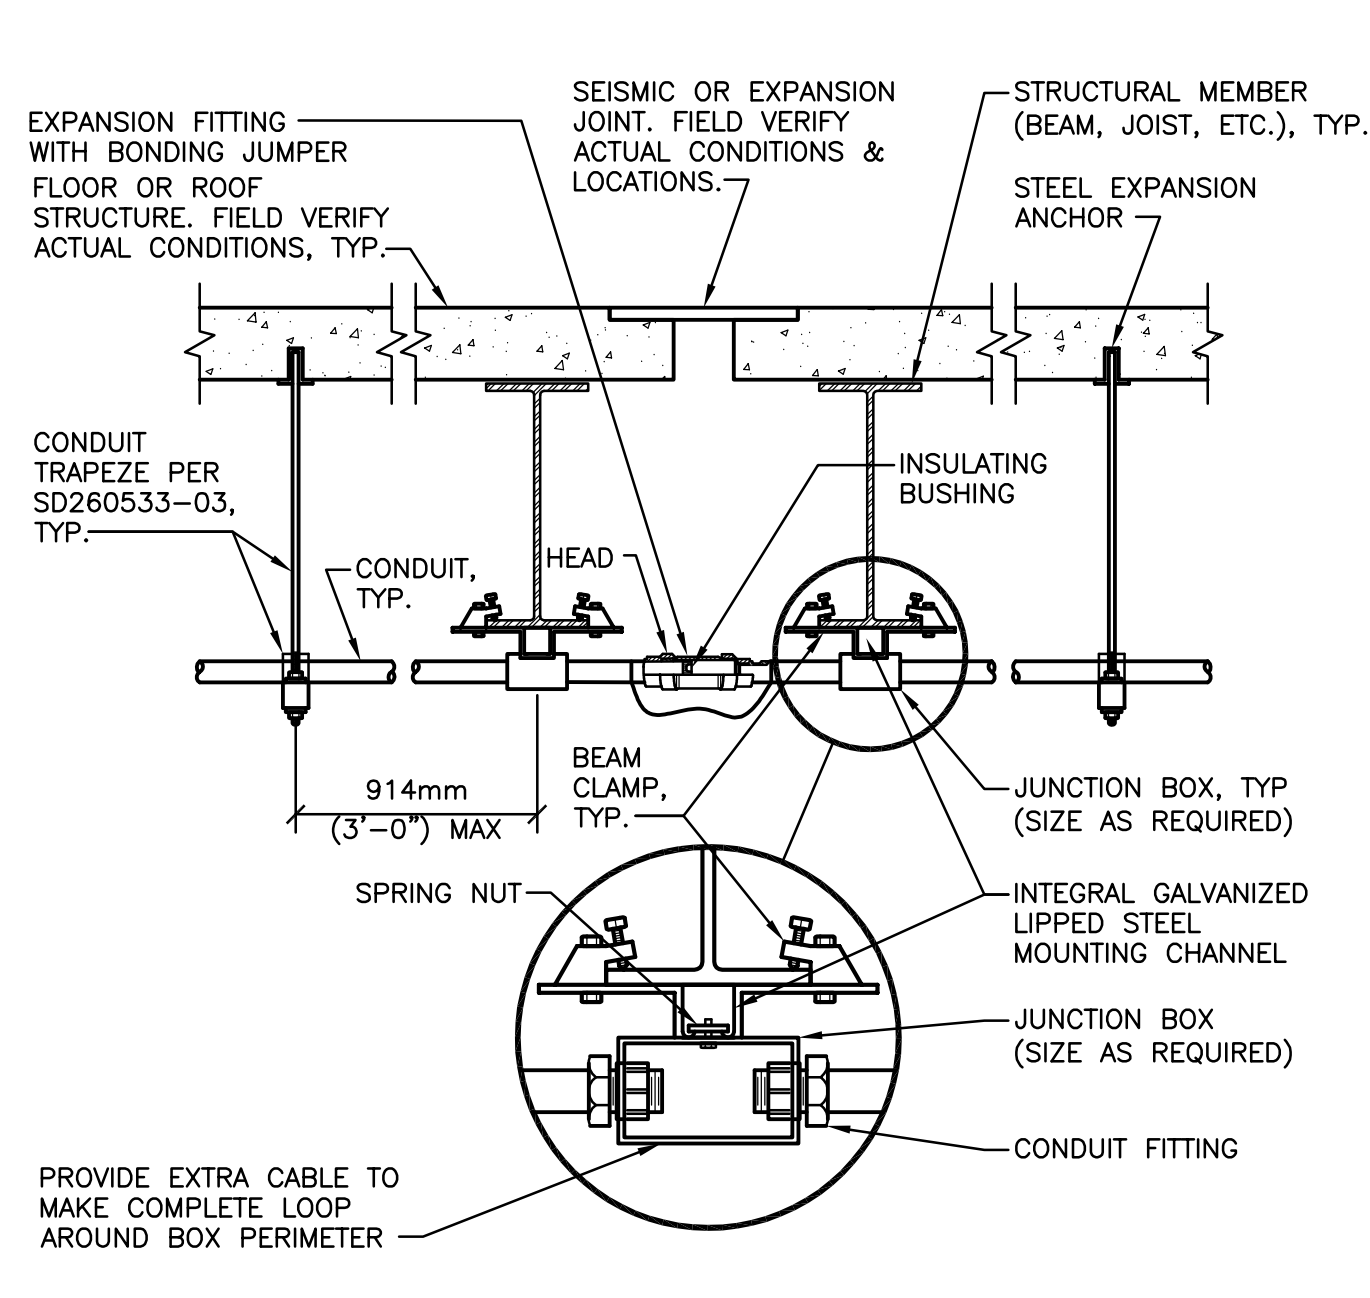 EXPANSION FITTING
WITH BONDING JUMPER
FLOOR OR ROOF
STRUCTURE. FIELD VERIFY
ACTUAL CONDITIONS, TYP.
SEISMIC OR EXPANSION
JOINT. FIELD VERIFY
ACTUAL CONDITIONS &
LOCATIONS.
STRUCTURAL MEMBER
(BEAM, JOIST, ETC.), TYP.
STEEL EXPANSION
ANCHOR
CONDUIT
TRAPEZE PER
SD260533-03,
TYP.
INSULATING
BUSHING
HEAD
CONDUIT,
TYP.
914mm
(3'-0") MAX
BEAM
CLAMP,
TYP.
JUNCTION BOX, TYP
(SIZE AS REQUIRED)
SPRING NUT
INTEGRAL GALVANIZED
LIPPED STEEL
MOUNTING CHANNEL
JUNCTION BOX
(SIZE AS REQUIRED)
CONDUIT FITTING
PROVIDE EXTRA CABLE TO
MAKE COMPLETE LOOP
AROUND BOX PERIMETER